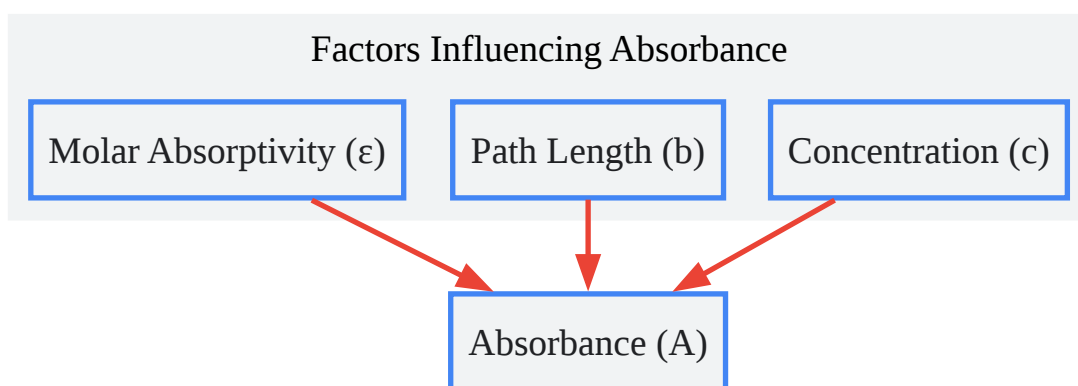 Factors Influencing Absorbance
Molar Absorptivity (ε)
Path Length (b)
Concentration (c)
Absorbance (A)